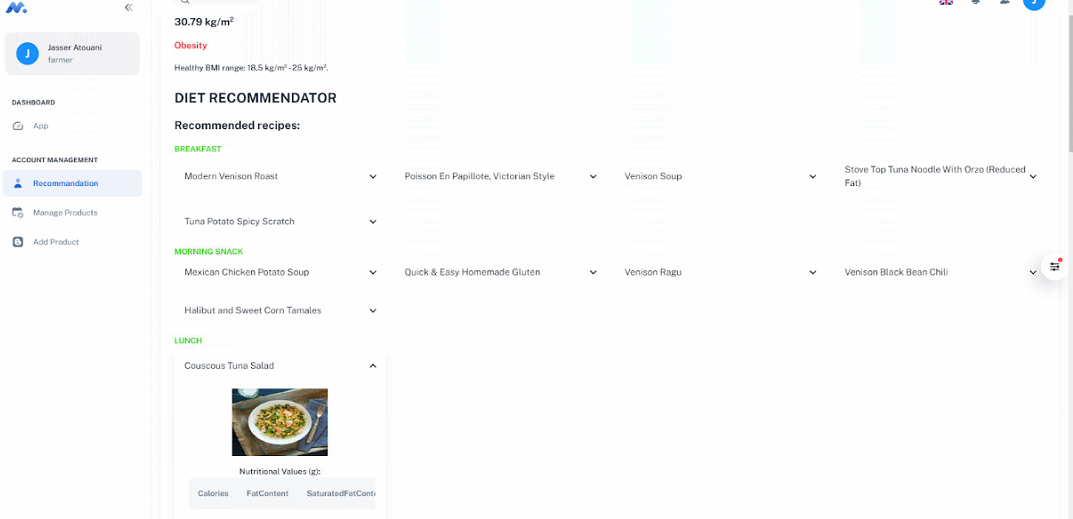 30.79 kg/m²
J
Jasser Atouani
farmer
Obesity
Healthy BMI range: 18.5 kg/m² - 25 kg/m².
DASHBOARD
App
ACCOUNT MANAGEMENT
Recommandation
Manage Products
Add Product
DIET RECOMMENDATOR
Recommended recipes:
BREAKFAST
Modern Venison Roast
Poisson En Papillote, Victorian Style
Venison Soup
Stove Top Tuna Noodle With Orzo (Reduced
Fat)
Tuna Potato Spicy Scratch
MORNING SNACK
Mexican Chicken Potato Soup
Quick & Easy Homemade Gluten
Venison Ragu
Venison Black Bean Chili
Halibut and Sweet Corn Tamales
LUNCH
Couscous Tuna Salad
Nutritional Values (g):
Calories FatContent SaturatedFatConte